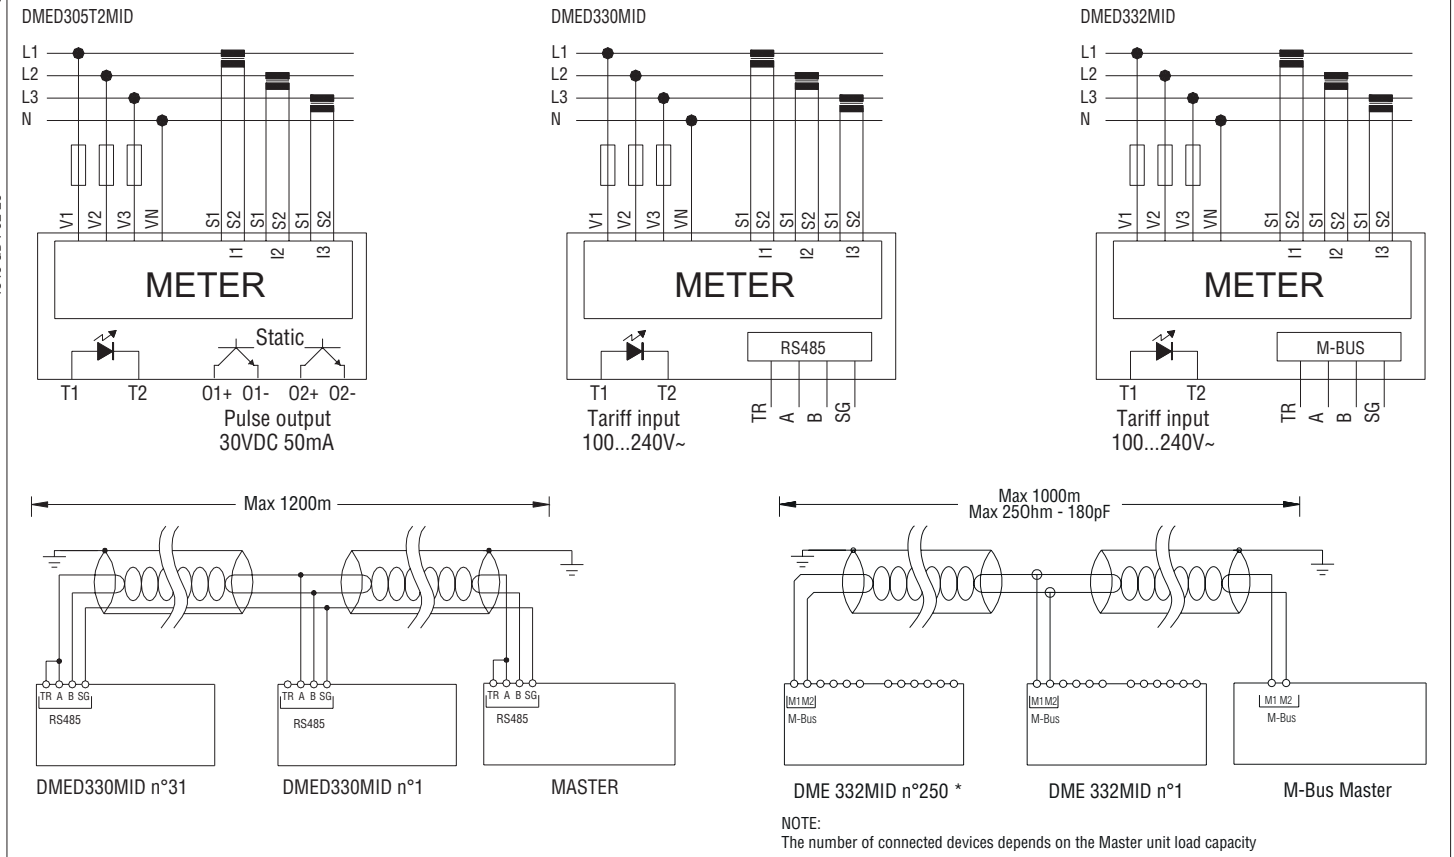 DMED305T2MID
L1
L2
L3
N
V1 V2 V3 VN S1 S2 S1 S2 S1 S2
I1 I2 I3
METER
Static
T1 T2 O1+ O1- O2+ O2-
Pulse output
30VDC 50mA
DMED330MID
L1
L2
L3
N
V1 V2 V3 VN S1 S2 S1 S2 S1 S2
I1 I2 I3
METER
RS485
T1 T2 TR A B SG
Tariff input
100...240V~
DMED332MID
L1
L2
L3
N
V1 V2 V3 VN S1 S2 S1 S2 S1 S2
I1 I2 I3
METER
M-BUS
T1 T2 TR A B SG
Tariff input
100...240V~
Max 1200m
TR A B SG
RS485
TR A B SG
RS485
TR A B SG
RS485
DMED330MID n°31
DMED330MID n°1
MASTER
Max 1000m
Max 25Ohm - 180pF
M1M2
M-Bus
M1M2
M-Bus
M1 M2
M-Bus
DME 332MID n°250 *
DME 332MID n°1
M-Bus Master
NOTE:
The number of connected devices depends on the Master unit load capacity